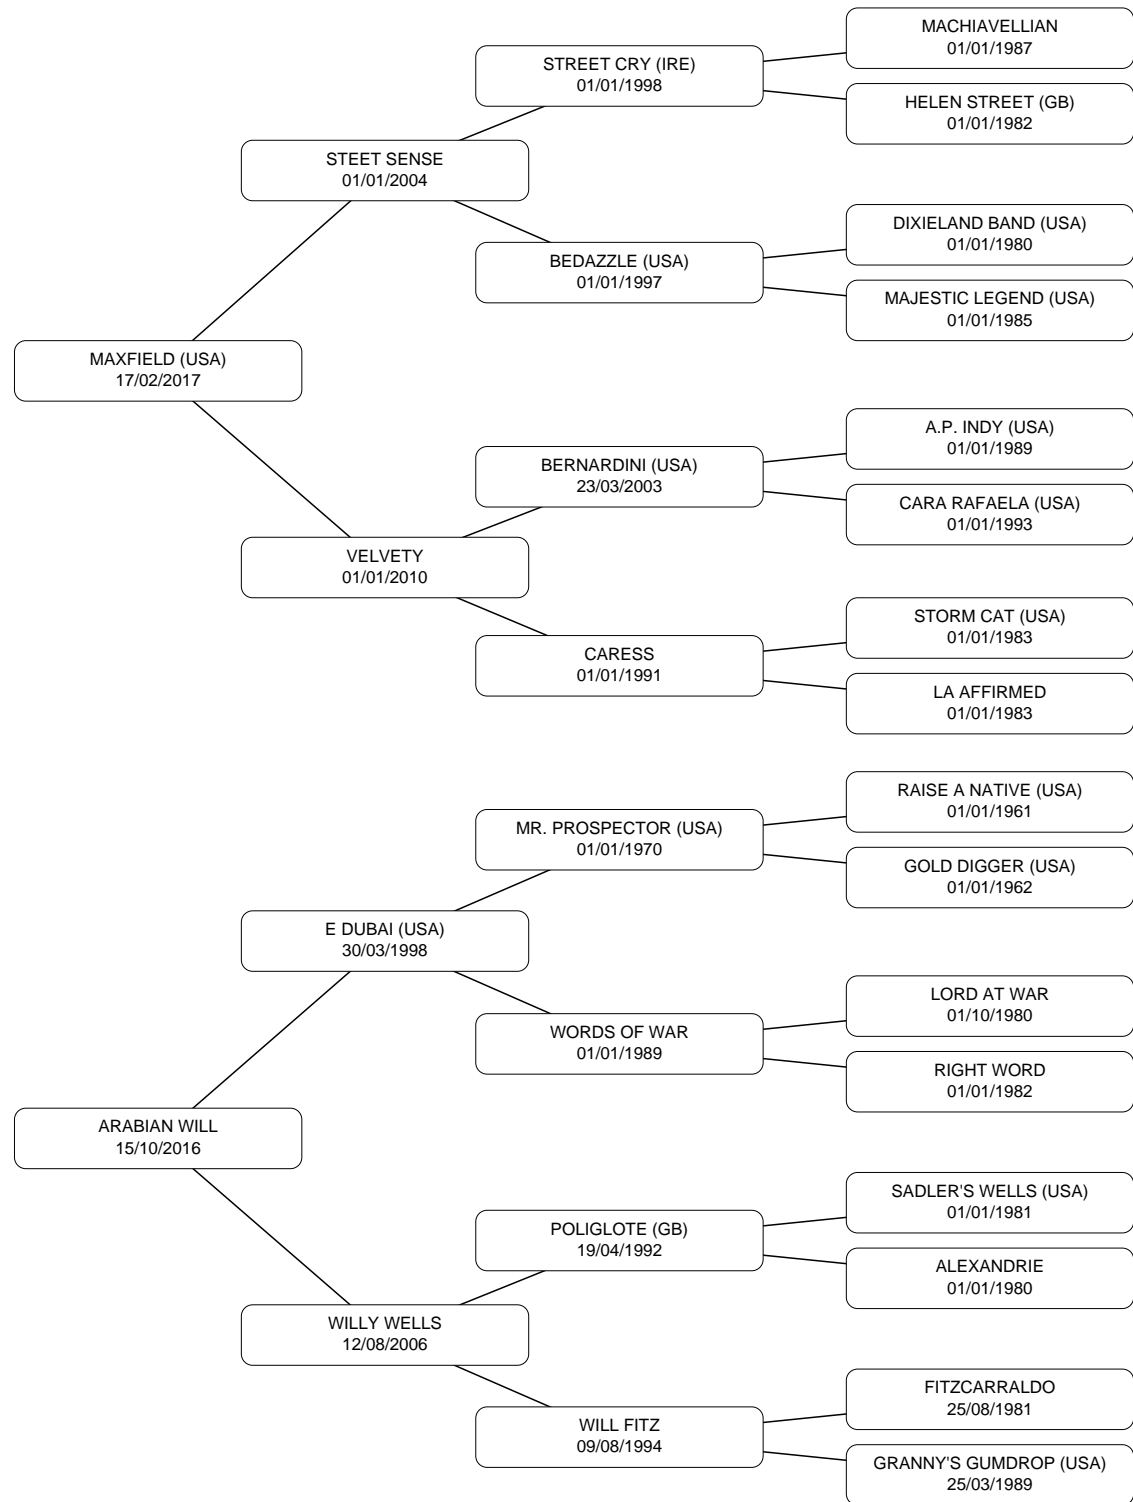 MACHIAVELLIAN
01/01/1987
STREET CRY (IRE)
01/01/1998
HELEN STREET (GB)
01/01/1982
STEET SENSE
01/01/2004
DIXIELAND BAND (USA)
01/01/1980
BEDAZZLE (USA)
01/01/1997
MAJESTIC LEGEND (USA)
01/01/1985
MAXFIELD (USA)
17/02/2017
A.P. INDY (USA)
01/01/1989
BERNARDINI (USA)
23/03/2003
CARA RAFAELA (USA)
01/01/1993
VELVETY
01/01/2010
STORM CAT (USA)
01/01/1983
CARESS
01/01/1991
LA AFFIRMED
01/01/1983
RAISE A NATIVE (USA)
01/01/1961
MR. PROSPECTOR (USA)
01/01/1970
GOLD DIGGER (USA)
01/01/1962
E DUBAI (USA)
30/03/1998
LORD AT WAR
01/10/1980
WORDS OF WAR
01/01/1989
RIGHT WORD
01/01/1982
ARABIAN WILL
15/10/2016
SADLER'S WELLS (USA)
01/01/1981
POLIGLOTE (GB)
19/04/1992
ALEXANDRIE
01/01/1980
WILLY WELLS
12/08/2006
FITZCARRALDO
25/08/1981
WILL FITZ
09/08/1994
GRANNY'S GUMDROP (USA)
25/03/1989